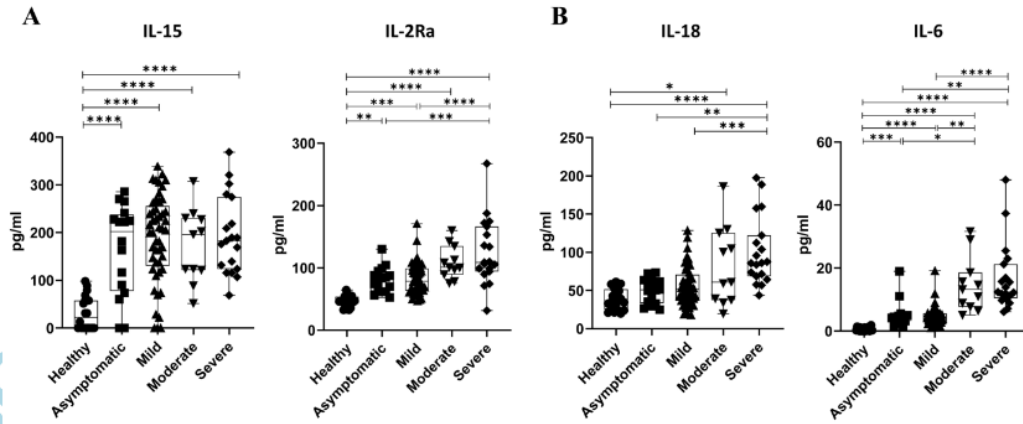 A
B
IL-15
****
****
****
****
pg/ml
400
300
200
100
0
Healthy
Asymptomatic
Mild
Moderate
Severe
IL-2Ra
****
****
*** ****
** ***
pg/ml
300
200
100
0
Healthy
Asymptomatic
Mild
Moderate
Severe
IL-18
*
****
**
***
pg/ml
250
200
150
100
50
0
Healthy
Asymptomatic
Mild
Moderate
Severe
IL-6
****
**
****
****
**** **
*** *
pg/ml
60
40
20
0
Healthy
Asymptomatic
Mild
Moderate
Severe